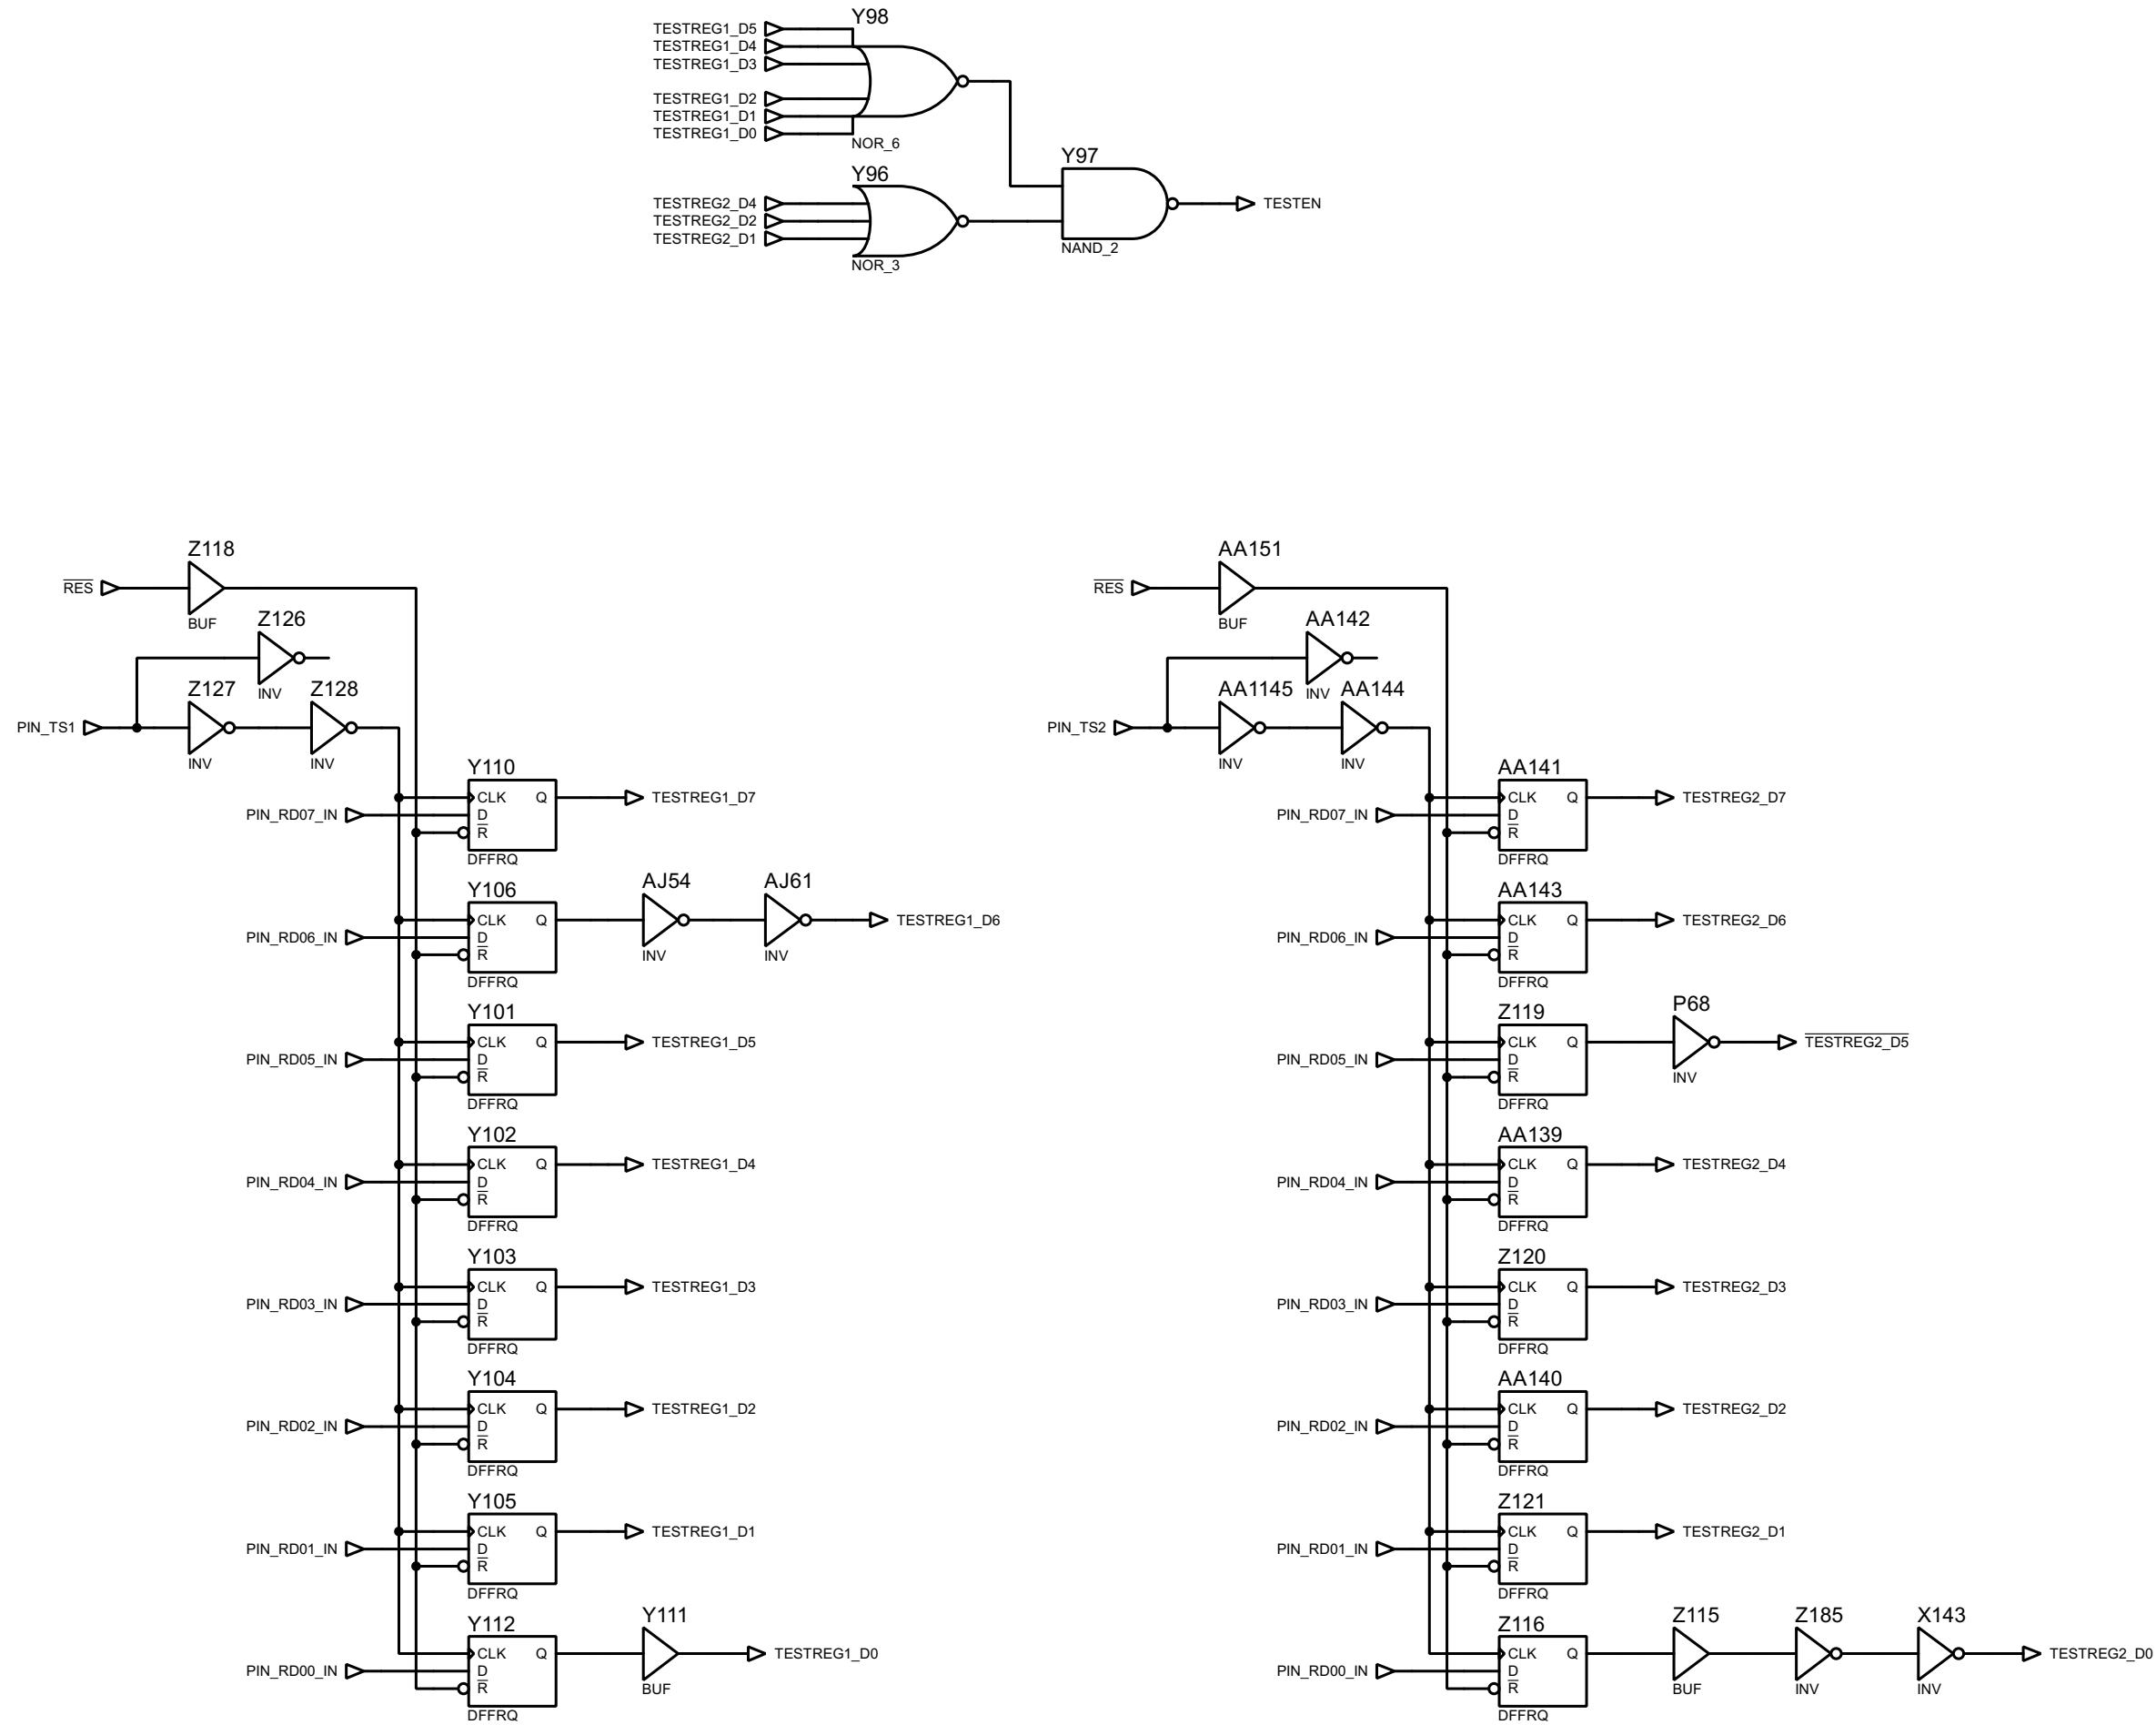 Y98
TESTREG1_D5
TESTREG1_D4
TESTREG1_D3
TESTREG1_D2
TESTREG1_D1
TESTREG1_D0
NOR_6
Y96
TESTREG2_D4
TESTREG2_D2
TESTREG2_D1
NOR_3
Y97
NAND_2
TESTEN
Z118
RES
BUF
Z126
INV
Z127
Z128
PIN_TS1
INV
INV
Y110
CLK Q
TESTREG1_D7
PIN_RD07_IN
D
R
DFFRQ
Y106
AJ54
AJ61
CLK Q
TESTREG1_D6
PIN_RD06_IN
D
R
INV
INV
DFFRQ
Y101
CLK Q
TESTREG1_D5
PIN_RD05_IN
D
R
DFFRQ
Y102
CLK Q
TESTREG1_D4
PIN_RD04_IN
D
R
DFFRQ
Y103
CLK Q
TESTREG1_D3
PIN_RD03_IN
D
R
DFFRQ
Y104
CLK Q
TESTREG1_D2
PIN_RD02_IN
D
R
DFFRQ
Y105
CLK Q
TESTREG1_D1
PIN_RD01_IN
D
R
DFFRQ
Y112
Y111
CLK Q
TESTREG1_D0
PIN_RD00_IN
D
R
BUF
DFFRQ
AA151
RES
BUF
AA142
INV
AA1145
AA144
PIN_TS2
INV
INV
AA141
CLK Q
TESTREG2_D7
PIN_RD07_IN
D
R
DFFRQ
AA143
CLK Q
TESTREG2_D6
PIN_RD06_IN
D
R
DFFRQ
Z119
P68
CLK Q
TESTREG2_D5
PIN_RD05_IN
D
R
INV
DFFRQ
AA139
CLK Q
TESTREG2_D4
PIN_RD04_IN
D
R
DFFRQ
Z120
CLK Q
TESTREG2_D3
PIN_RD03_IN
D
R
DFFRQ
AA140
CLK Q
TESTREG2_D2
PIN_RD02_IN
D
R
DFFRQ
Z121
CLK Q
TESTREG2_D1
PIN_RD01_IN
D
R
DFFRQ
Z116
Z115
Z185
X143
CLK Q
TESTREG2_D0
PIN_RD00_IN
D
R
BUF
INV
INV
DFFRQ